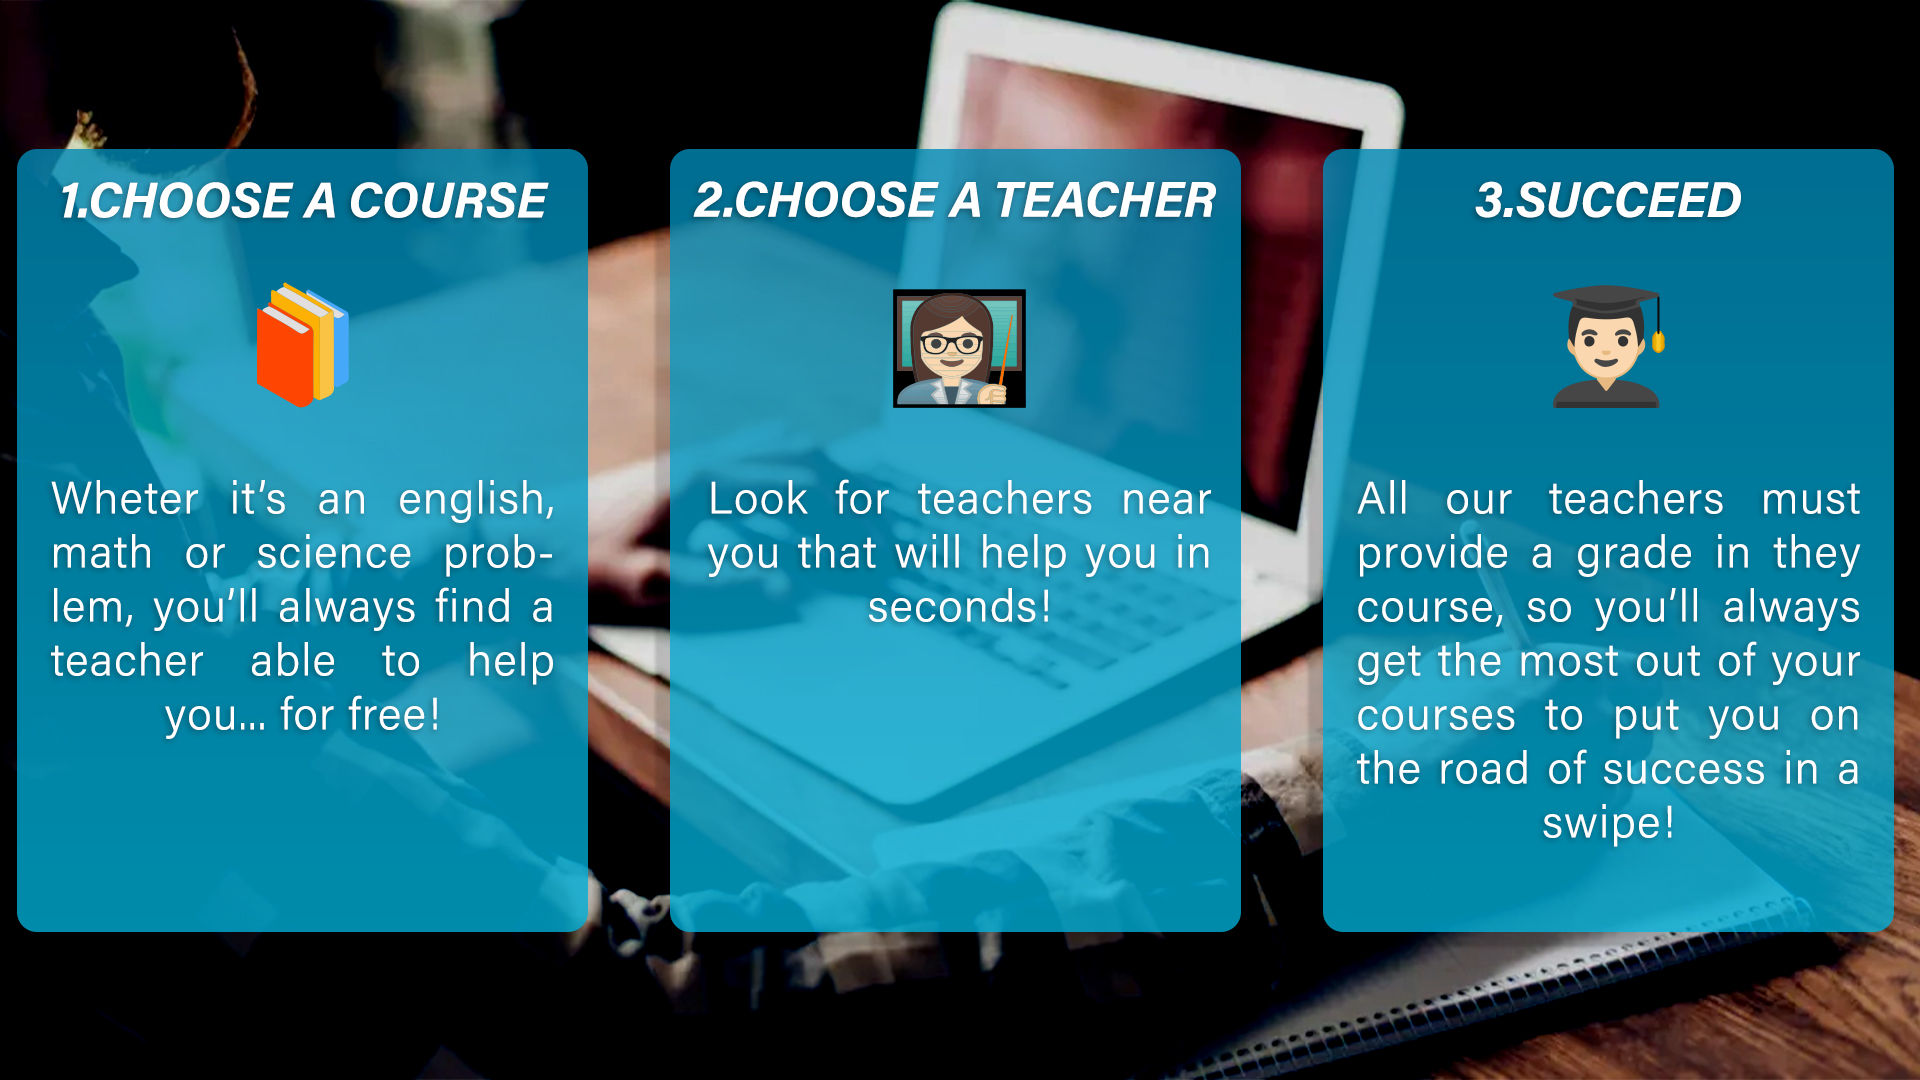 1.CHOOSE A COURSE
Wheter it's an english,
math or science prob-
lem, you'll always find a
teacher able to help
you... for free!
2.CHOOSE A TEACHER
Look for teachers near
you that will help you in
seconds!
3.SUCCEED
All our teachers must
provide a grade in they
course, so you'll always
get the most out of your
courses to put you on
the road of success in a
swipe!